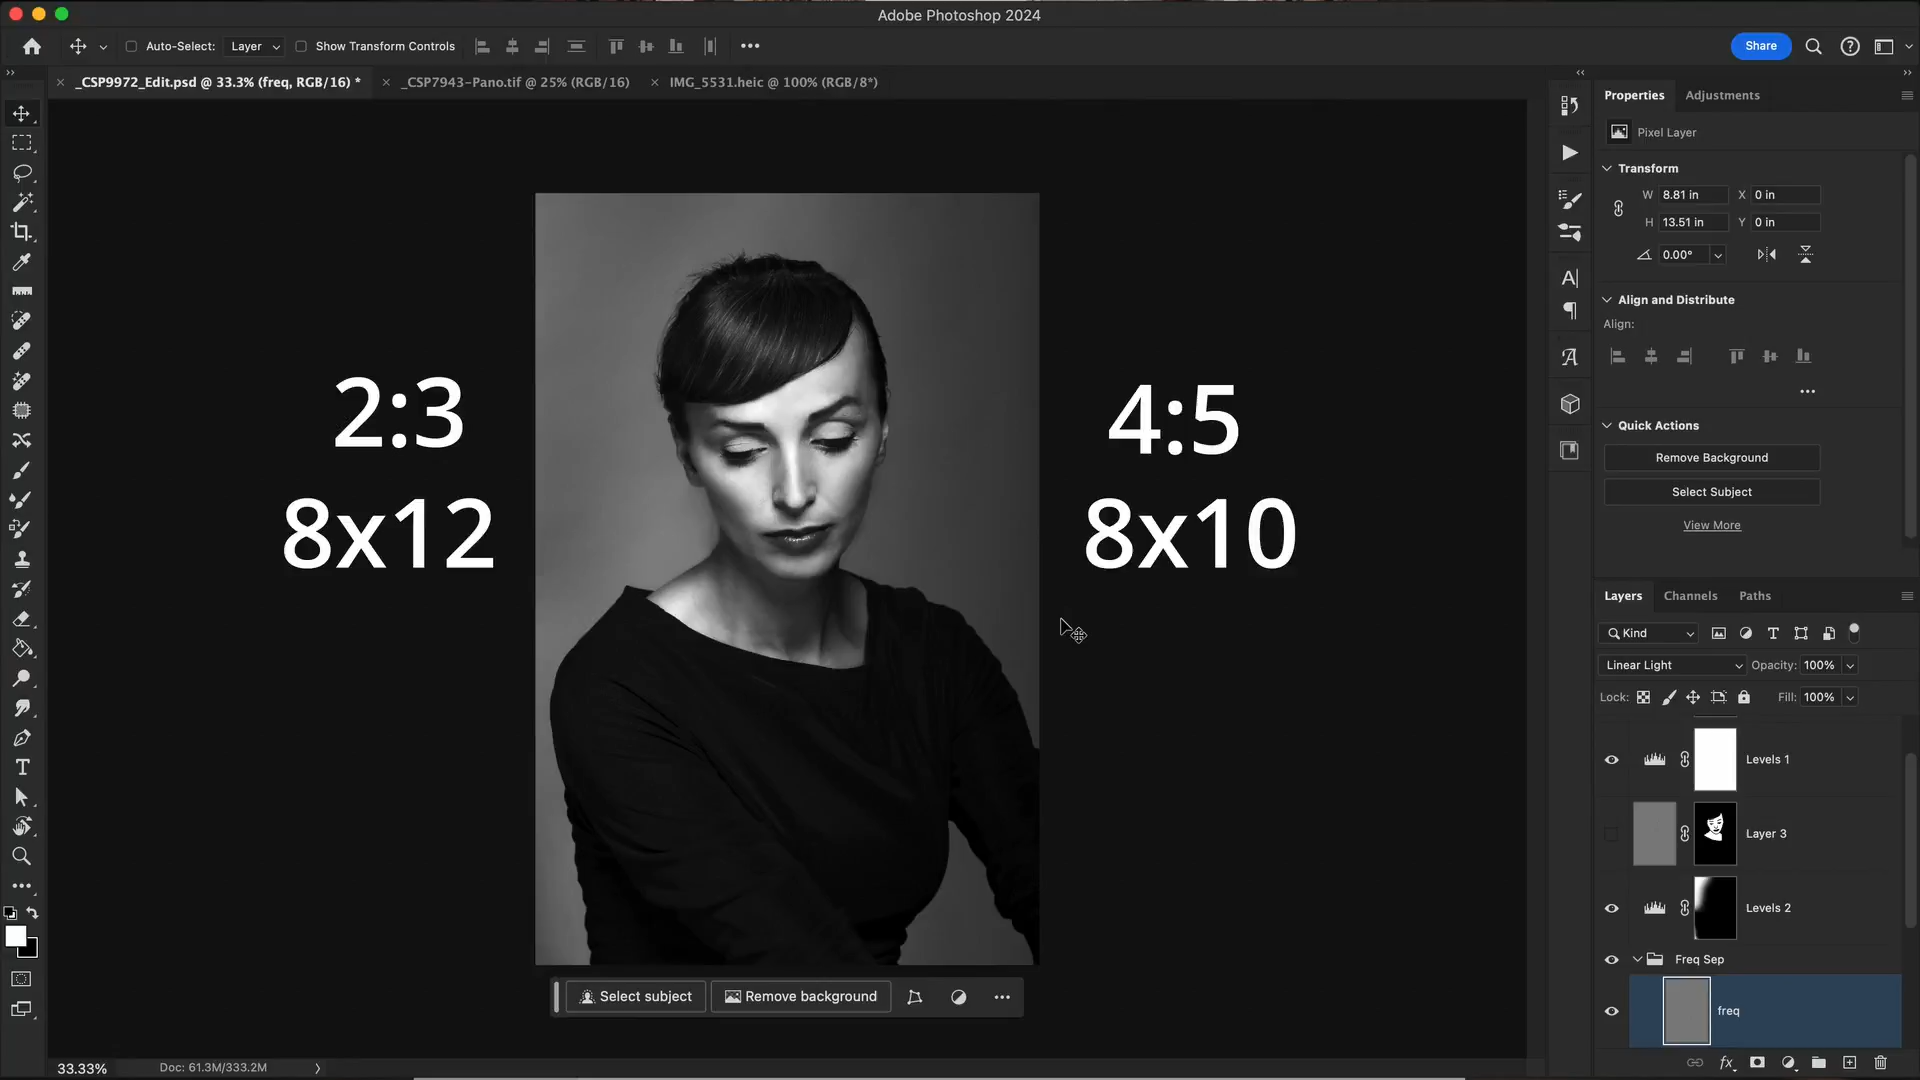 Adobe Photoshop 2024
Auto-Select: Layer Show Transform Controls
Share
_CSP9972_Edit.psd @ 33.3% (freq, RGB/16) *
_CSP7943-Pano.tif @ 25% (RGB/16)
IMG_5531.heic @ 100% (RGB/8*)
2:3
8x12
4:5
8x10
Select subject
Remove background
33.33%
Doc: 61.3M/333.2M
Properties Adjustments
Pixel Layer
Transform
W 8.81 in X 0 in
H 13.51 in Y 0 in
0.00°
Align and Distribute
Align:
Quick Actions
Remove Background
Select Subject
View More
Layers Channels Paths
Kind
Linear Light Opacity: 100%
Lock: Fill: 100%
Levels 1
Layer 3
Levels 2
Freq Sep
freq